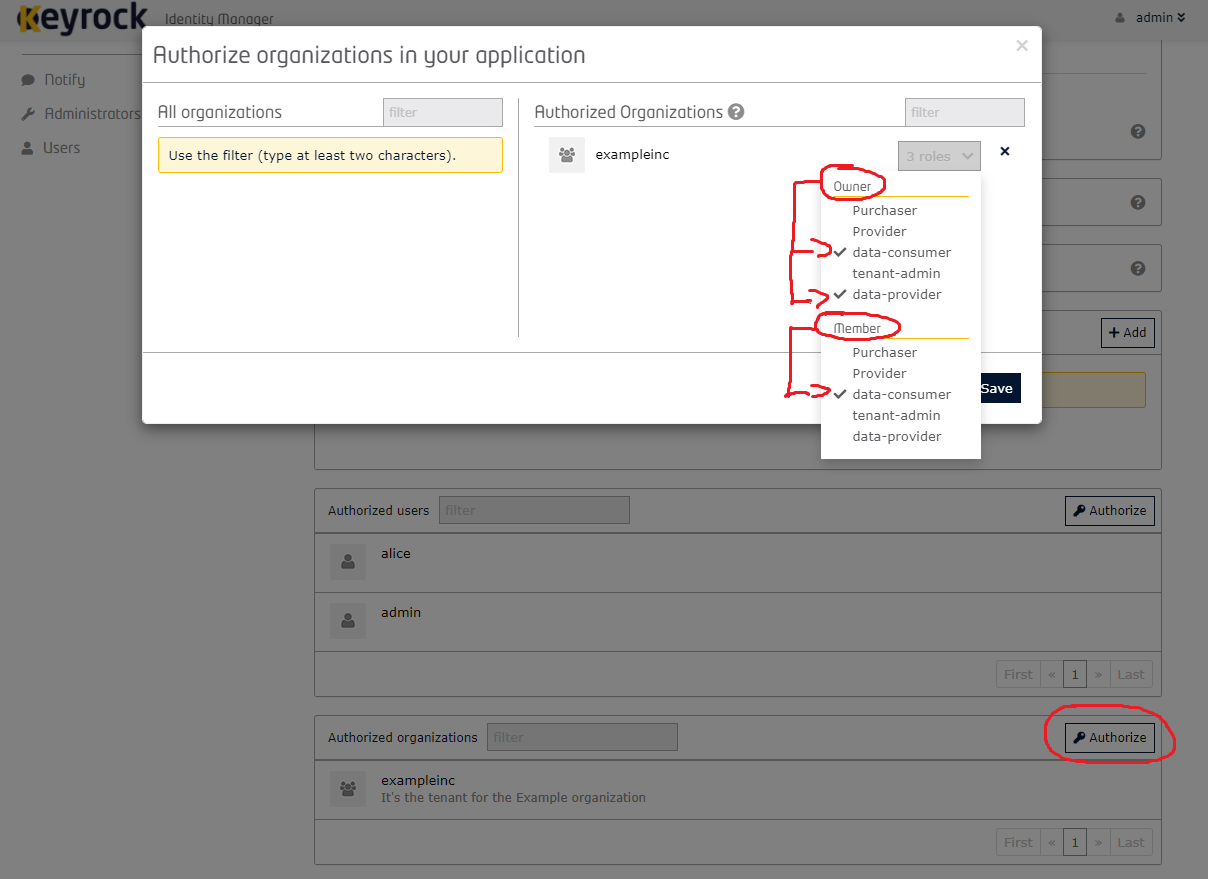 Keyrock Identity Manager
admin
Notify
Administrators
Users
Authorize organizations in your application
×
All organizations
filter
Use the filter (type at least two characters).
Authorized Organizations
?
filter
exampleinc
3 roles
×
Owner
Purchaser
Provider
data-consumer
tenant-admin
data-provider
Member
Purchaser
Provider
data-consumer
tenant-admin
data-provider
Save
?
?
?
+ Add
Authorized users
filter
Authorize
alice
admin
First « 1 » Last
Authorized organizations
filter
Authorize
exampleinc
It's the tenant for the Example organization
First « 1 » Last